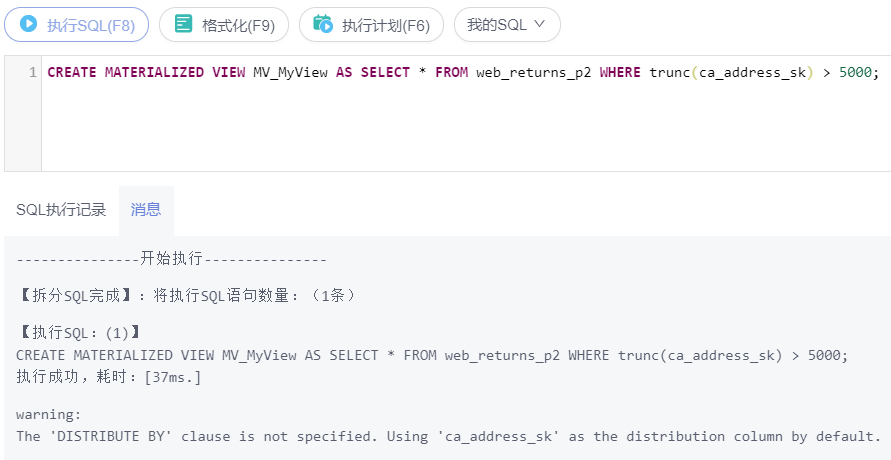 执行SQL(F8) 格式化(F9) 执行计划(F6) 我的SQL
1 CREATE MATERIALIZED VIEW MV_MyView AS SELECT * FROM web_returns_p2 WHERE trunc(ca_address_sk) > 5000;
SQL执行记录 消息
---------------开始执行---------------
【拆分SQL完成】：将执行SQL语句数量：（1条）
【执行SQL：(1)】
CREATE MATERIALIZED VIEW MV_MyView AS SELECT * FROM web_returns_p2 WHERE trunc(ca_address_sk) > 5000;
执行成功，耗时：[37ms.]
warning:
The 'DISTRIBUTE BY' clause is not specified. Using 'ca_address_sk' as the distribution column by default.